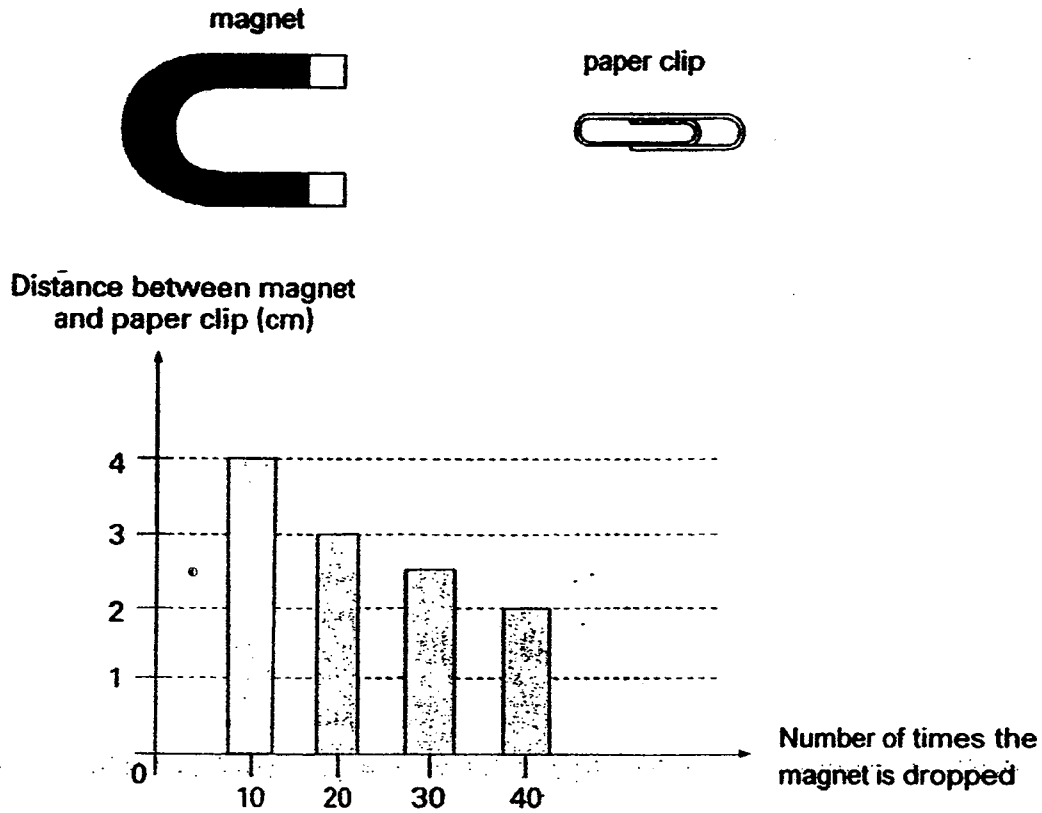 magnet
paper clip
Distance between magnet
and paper clip (cm)
4
3
2
1
0
10
20
30
40
Number of times the
magnet is dropped